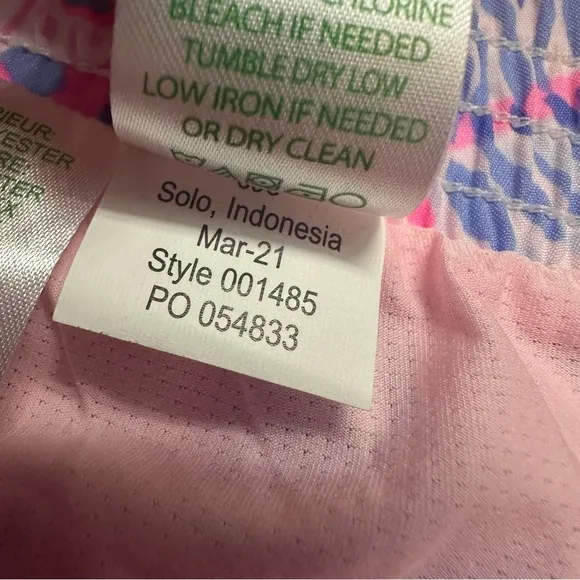 CHLORINE
BLEACH IF NEEDED
TUMBLE DRY LOW
LOW IRON IF NEEDED
OR DRY CLEAN
Solo, Indonesia
Mar-21
Style 001485
PO 054833